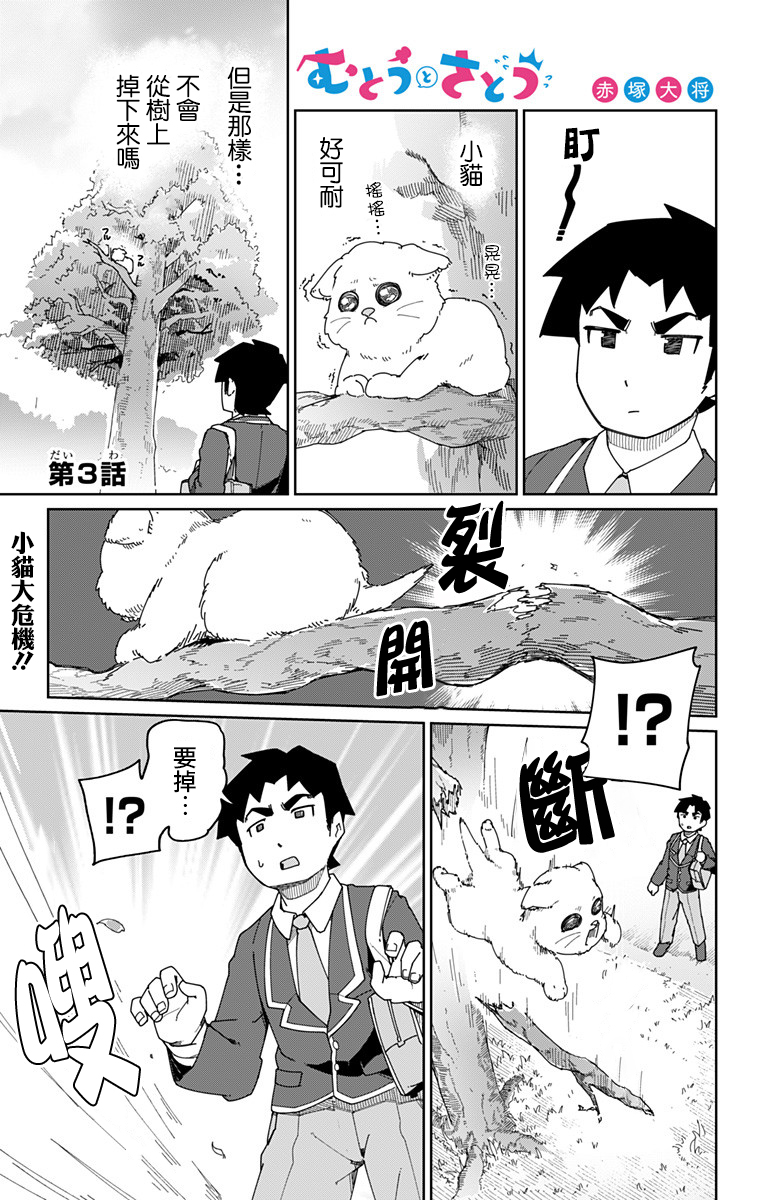 むとうとさとう
赤塚大将
盯
小貓
好可耐
搖搖…
晃晃…
但是那樣…
不會
從樹上
掉下來嗎
だい わ
第3話
小貓大危機!!
裂
開
!?
斷
要掉…
!?
嗖